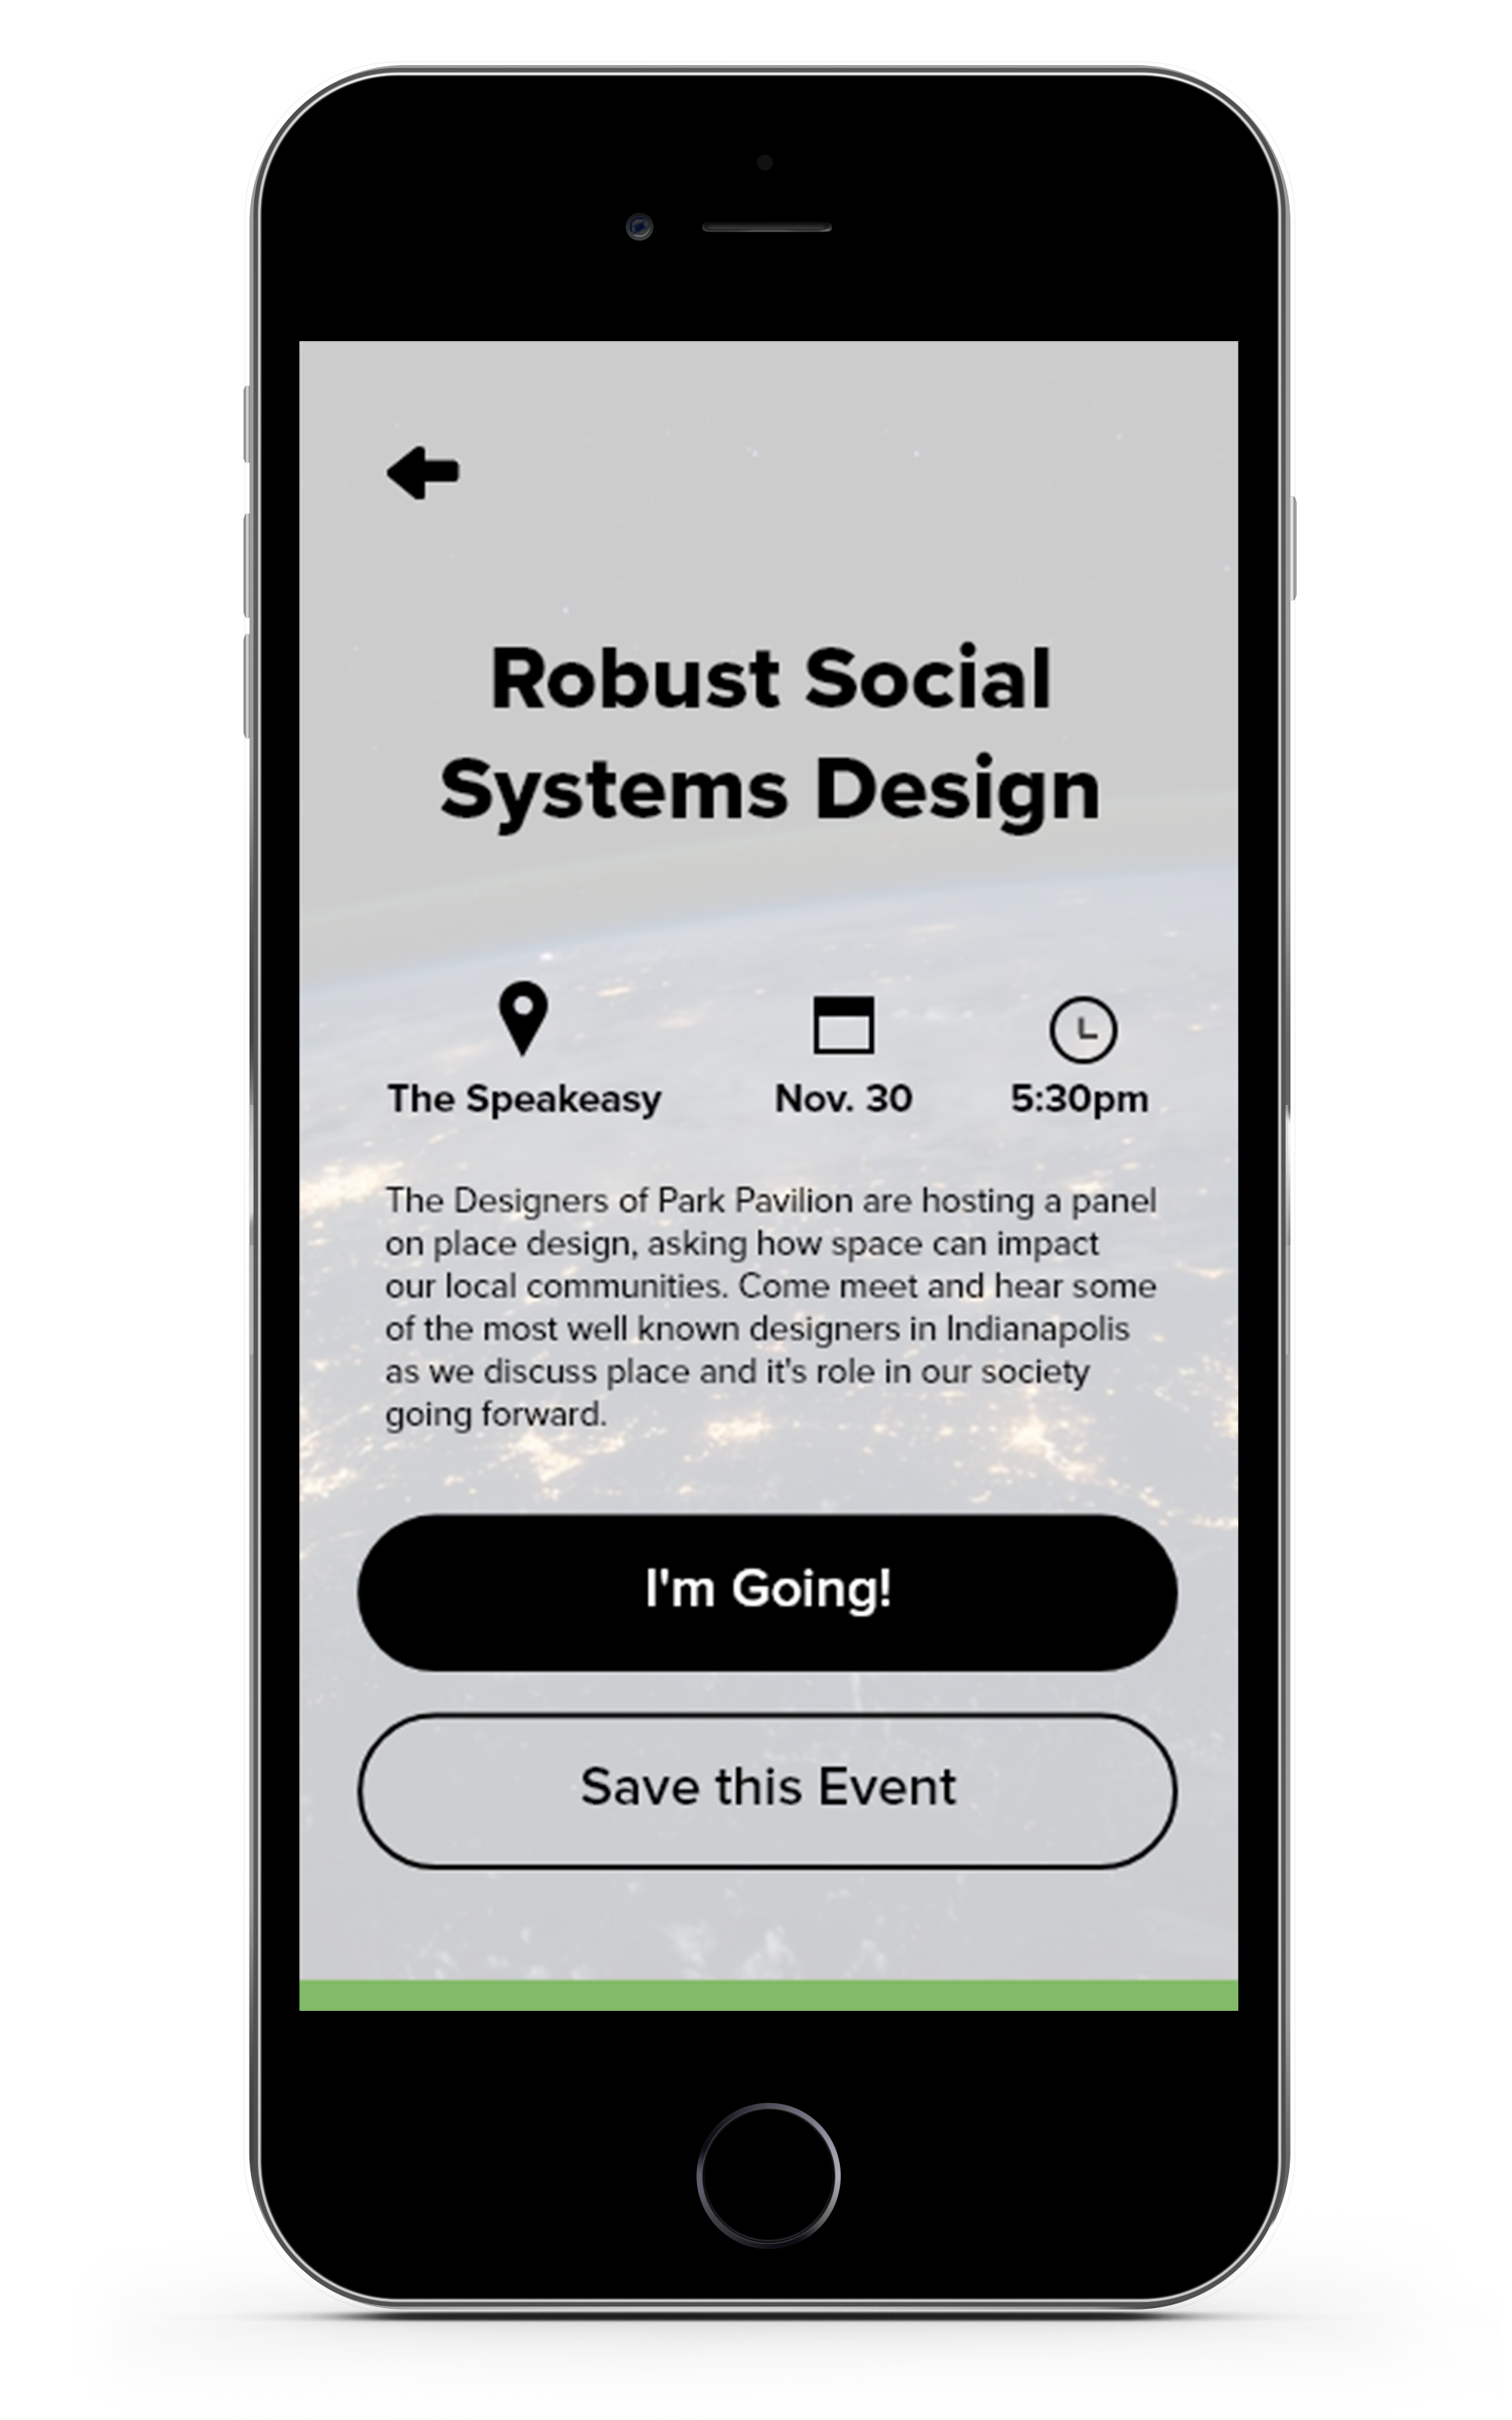 Robust Social
Systems Design
The Speakeasy
Nov. 30
5:30pm
The Designers of Park Pavilion are hosting a panel
on place design, asking how space can impact
our local communities. Come meet and hear some
of the most well known designers in Indianapolis
as we discuss place and it's role in our society
going forward.
I'm Going!
Save this Event